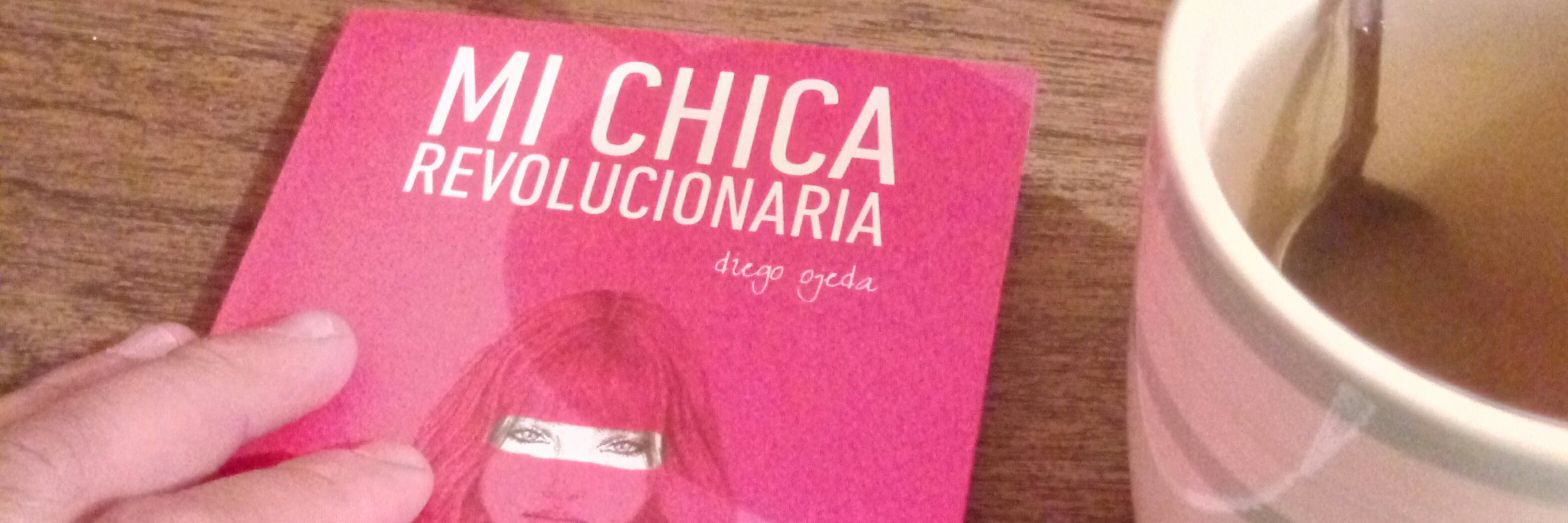 MI CHICA
REVOLUCIONARIA
diego ojeda